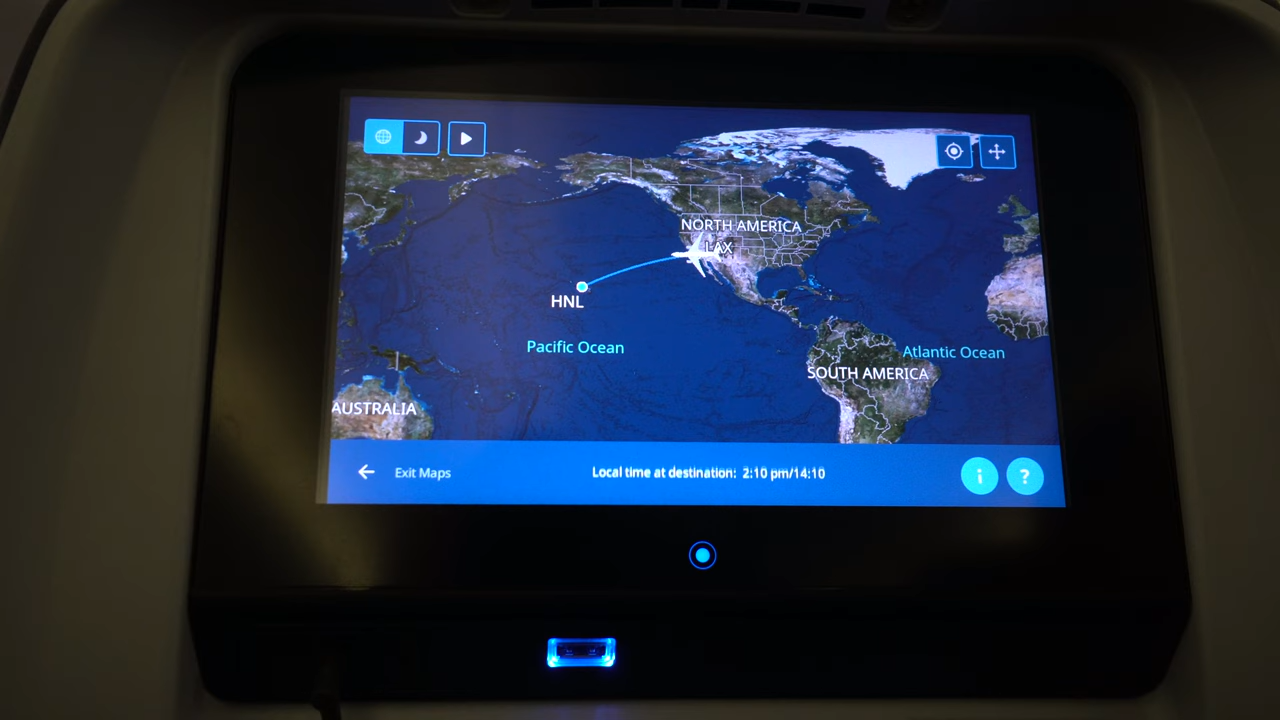 NORTH AMERICA
LAX
HNL
Pacific Ocean
Atlantic Ocean
SOUTH AMERICA
AUSTRALIA
Exit Maps
Local time at destination: 2:10 pm/14:10
i
?